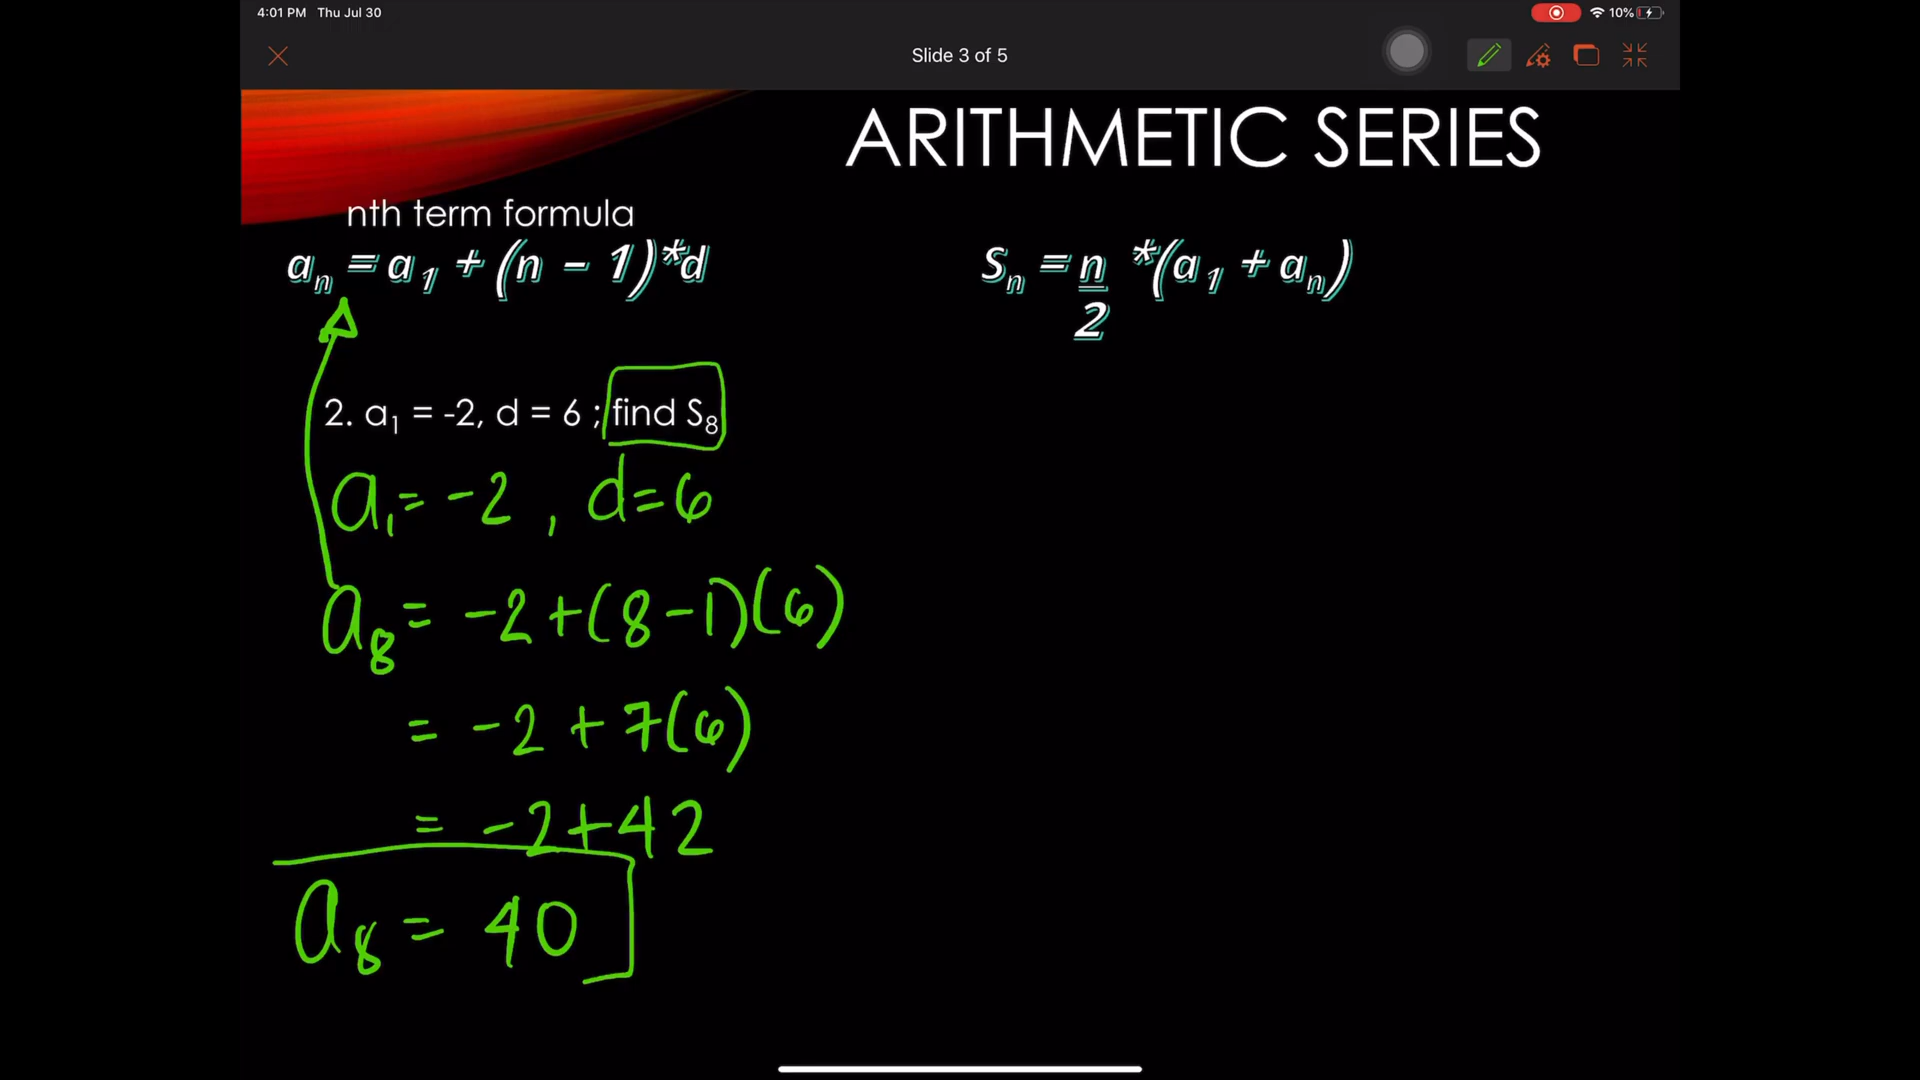 4:01 PM Thu Jul 30
10%
Slide 3 of 5
ARITHMETIC SERIES
nth term formula
aₙ = a₁ + (n – 1)*d
Sₙ = n/2 *(a₁ + aₙ)
2. a₁ = -2, d = 6 ; find S₈
a₁ = -2 , d = 6
a₈ = -2 + (8 - 1)(6)
= -2 + 7(6)
= -2 + 42
a₈ = 40